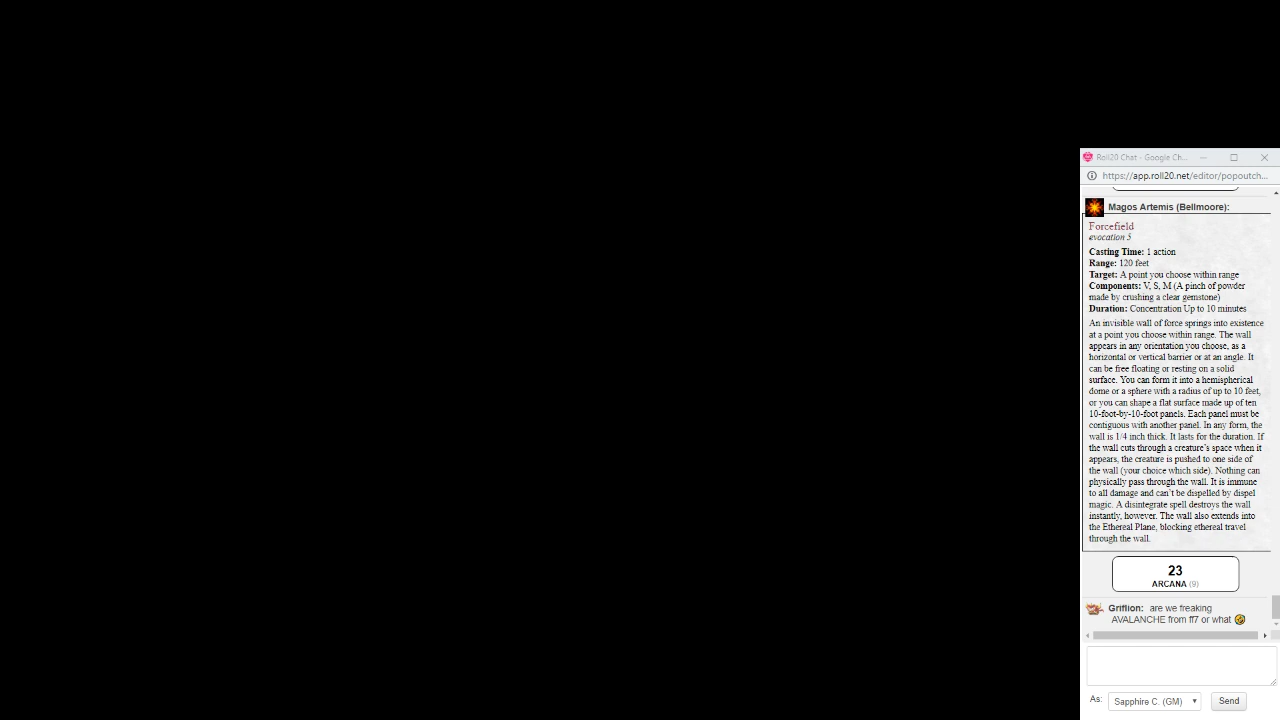 Roll20 Chat - Google Ch...
https://app.roll20.net/editor/popoutch...
Magos Artemis (Bellmoore):
Forcefield
evocation 5
Casting Time: 1 action
Range: 120 feet
Target: A point you choose within range
Components: V, S, M (A pinch of powder
made by crushing a clear gemstone)
Duration: Concentration Up to 10 minutes
An invisible wall of force springs into existence
at a point you choose within range. The wall
appears in any orientation you choose, as a
horizontal or vertical barrier or at an angle. It
can be free floating or resting on a solid
surface. You can form it into a hemispherical
dome or a sphere with a radius of up to 10 feet,
or you can shape a flat surface made up of ten
10-foot-by-10-foot panels. Each panel must be
contiguous with another panel. In any form, the
wall is 1/4 inch thick. It lasts for the duration. If
the wall cuts through a creature's space when it
appears, the creature is pushed to one side of
the wall (your choice which side). Nothing can
physically pass through the wall. It is immune
to all damage and can't be dispelled by dispel
magic. A disintegrate spell destroys the wall
instantly, however. The wall also extends into
the Ethereal Plane, blocking ethereal travel
through the wall.
23
ARCANA (9)
Griflion: are we freaking
AVALANCHE from ff7 or what
As: Sapphire C. (GM) Send